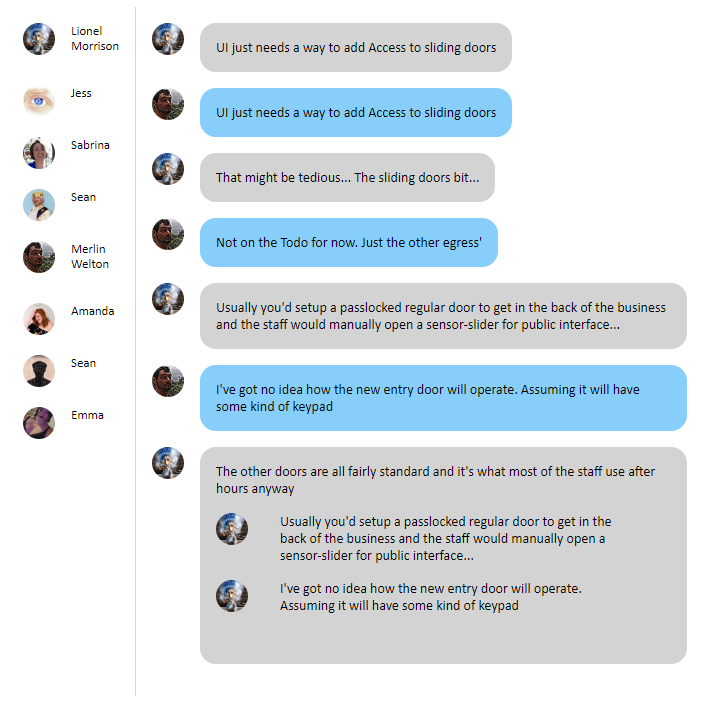 Lionel
Morrison
Jess
Sabrina
Sean
Merlin
Welton
Amanda
Sean
Emma
UI just needs a way to add Access to sliding doors
UI just needs a way to add Access to sliding doors
That might be tedious... The sliding doors bit...
Not on the Todo for now. Just the other egress'
Usually you'd setup a passlocked regular door to get in the back of the business
and the staff would manually open a sensor-slider for public interface...
I've got no idea how the new entry door will operate. Assuming it will have
some kind of keypad
The other doors are all fairly standard and it's what most of the staff use after
hours anyway
Usually you'd setup a passlocked regular door to get in the
back of the business and the staff would manually open a
sensor-slider for public interface...
I've got no idea how the new entry door will operate.
Assuming it will have some kind of keypad